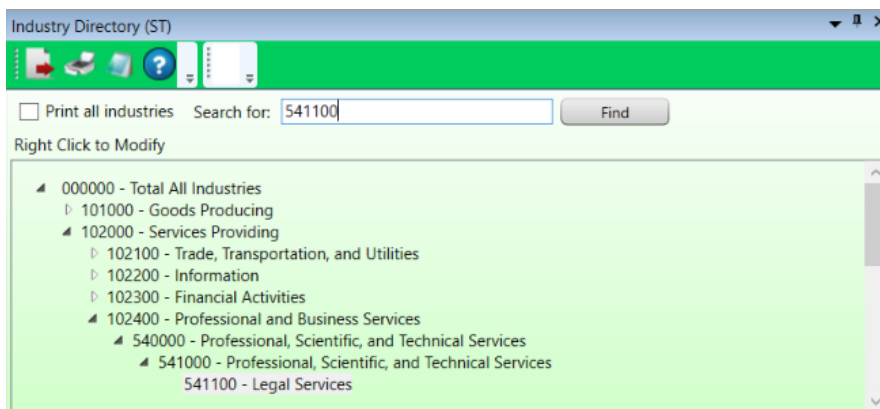 Industry Directory (ST)
Print all industries Search for: 541100 Find
Right Click to Modify
000000 - Total All Industries
101000 - Goods Producing
102000 - Services Providing
102100 - Trade, Transportation, and Utilities
102200 - Information
102300 - Financial Activities
102400 - Professional and Business Services
540000 - Professional, Scientific, and Technical Services
541000 - Professional, Scientific, and Technical Services
541100 - Legal Services